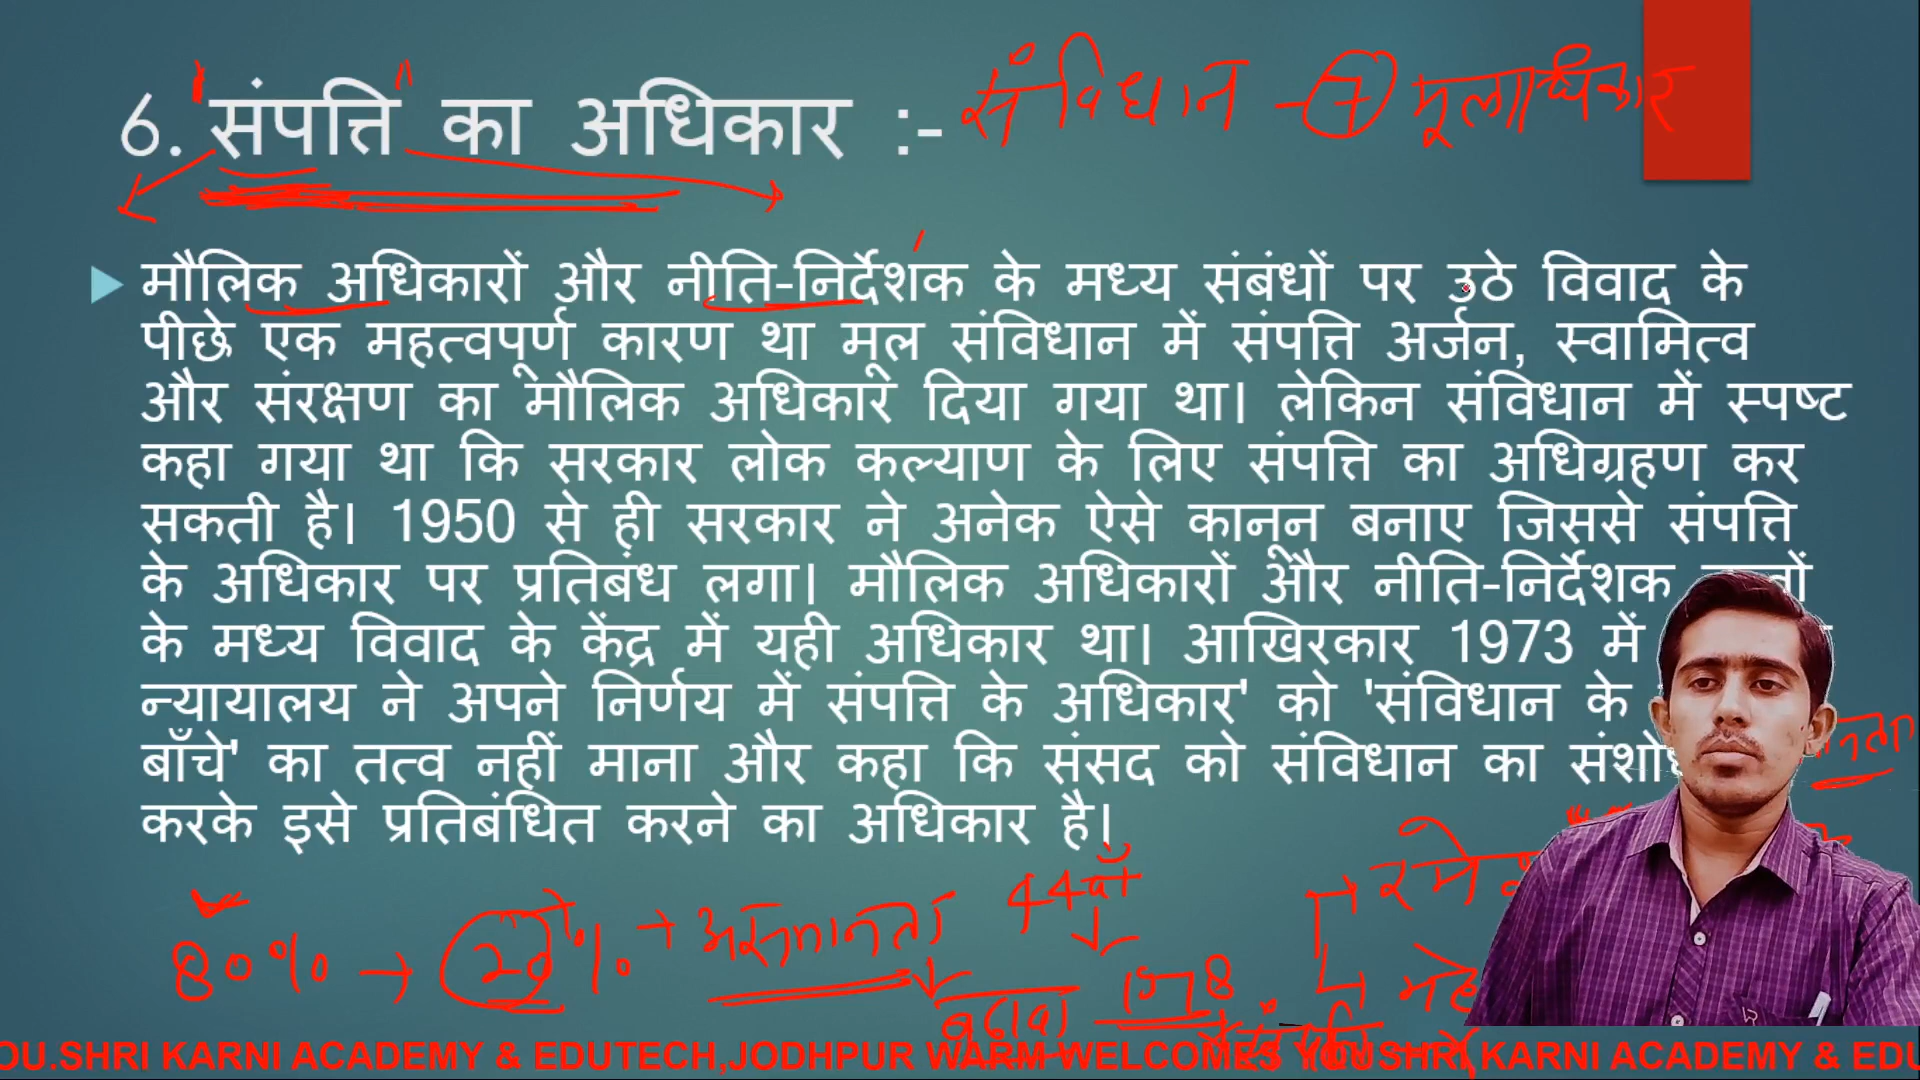 6. संपत्ति का अधिकार :-
संविधान - 7 मूलाधिकार
मौलिक अधिकारों और नीति-निर्देशक के मध्य संबंधों पर उठे विवाद के
पीछे एक महत्वपूर्ण कारण था मूल संविधान में संपत्ति अर्जन, स्वामित्व
और संरक्षण का मौलिक अधिकार दिया गया था। लेकिन संविधान में स्पष्ट
कहा गया था कि सरकार लोक कल्याण के लिए संपत्ति का अधिग्रहण कर
सकती है। 1950 से ही सरकार ने अनेक ऐसे कानून बनाए जिससे संपत्ति
के अधिकार पर प्रतिबंध लगा। मौलिक अधिकारों और नीति-निर्देशक
के मध्य विवाद के केंद्र में यही अधिकार था। आखिरकार 1973 में
न्यायालय ने अपने निर्णय में संपत्ति के अधिकार' को 'संविधान के
बाँचे' का तत्व नहीं माना और कहा कि संसद को संविधान का
करके इसे प्रतिबंधित करने का अधिकार है।
80% → 20% → असमानता
44वाँ
बढावा
1978
OU.SHRI KARNI ACADEMY & EDUTECH,JODHPUR WARM WELCOMES YOU SHRI KARNI ACADEMY & EDU